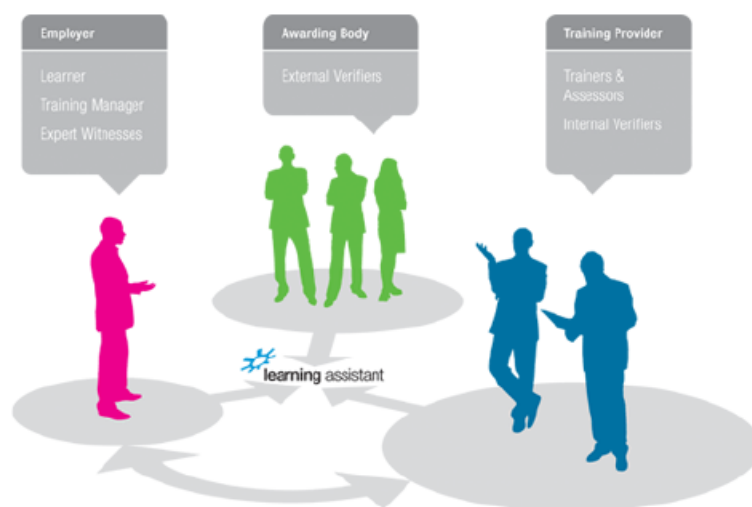 Employer
Learner
Training Manager
Expert Witnesses
Awarding Body
External Verifiers
Training Provider
Trainers &
Assessors
Internal Verifiers
learning assistant